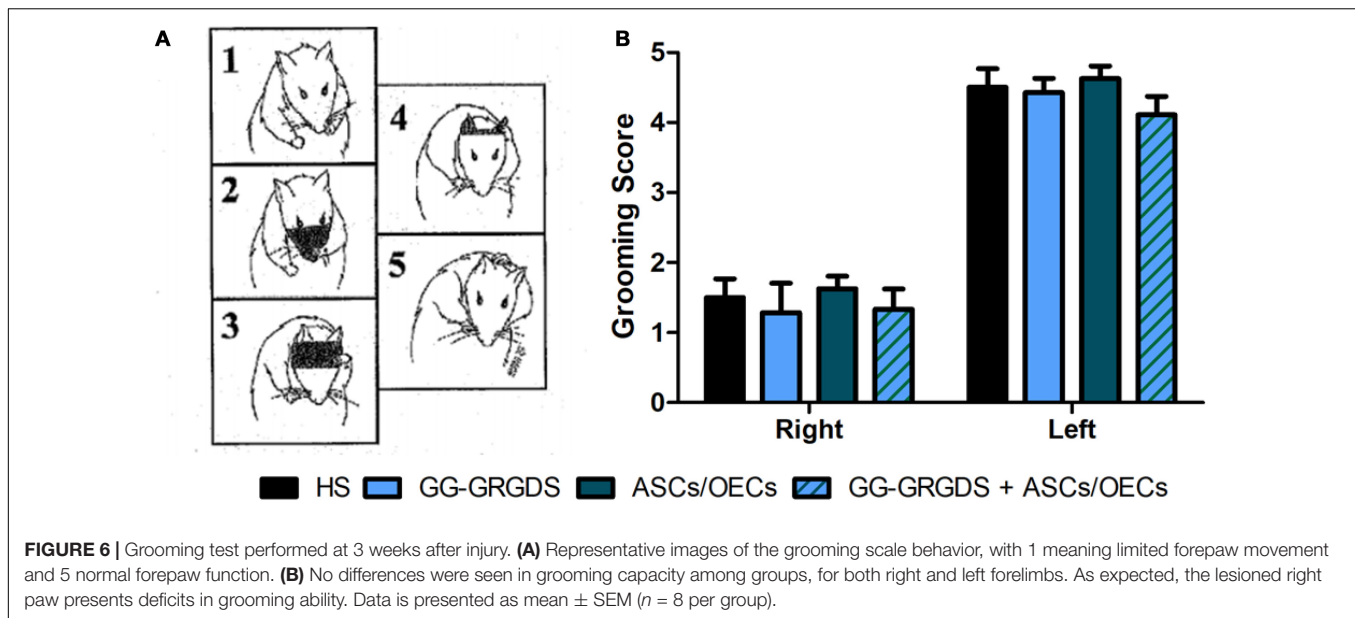 A
1
2
3
4
5
B
Grooming Score
5
4
3
2
1
0
Right
Left
HS GG-GRGDS ASCs/OECs GG-GRGDS + ASCs/OECs
FIGURE 6 | Grooming test performed at 3 weeks after injury. (A) Representative images of the grooming scale behavior, with 1 meaning limited forepaw movement
and 5 normal forepaw function. (B) No differences were seen in grooming capacity among groups, for both right and left forelimbs. As expected, the lesioned right
paw presents deficits in grooming ability. Data is presented as mean ± SEM (n = 8 per group).